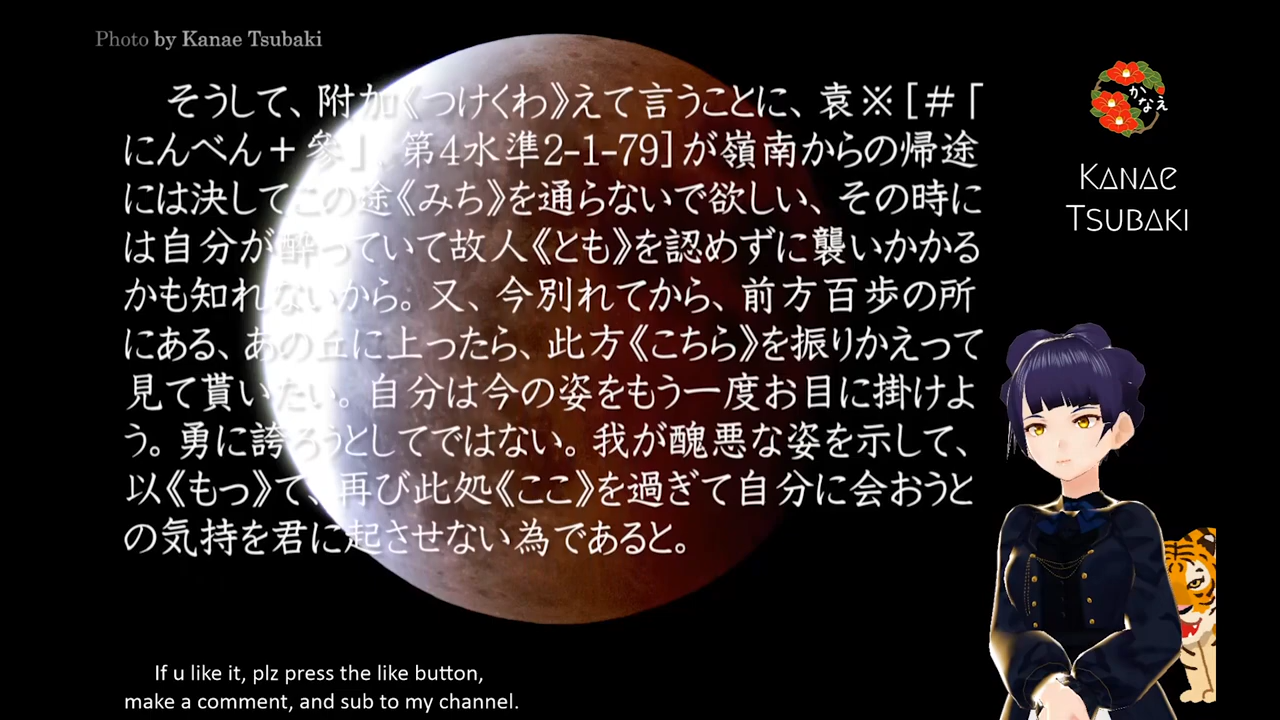 Photo by Kanae Tsubaki
そうして、附加《つけくわ》えて言うことに、袁※[＃「
にんべん＋參」、第4水準2-1-79]が嶺南からの帰途
には決してこの途《みち》を通らないで欲しい、その時に
は自分が酔っていて故人《とも》を認めずに襲いかかる
かも知れないから。又、今別れてから、前方百歩の所
にある、あの丘に上ったら、此方《こちら》を振りかえって
見て貰いたい。自分は今の姿をもう一度お目に掛けよ
う。勇に誇ろうとしてではない。我が醜悪な姿を示して、
以《もっ》て、再び此処《ここ》を過ぎて自分に会おうと
の気持を君に起させない為であると。
かなえ
KANAE
TSUBAKI
If u like it, plz press the like button,
make a comment, and sub to my channel.